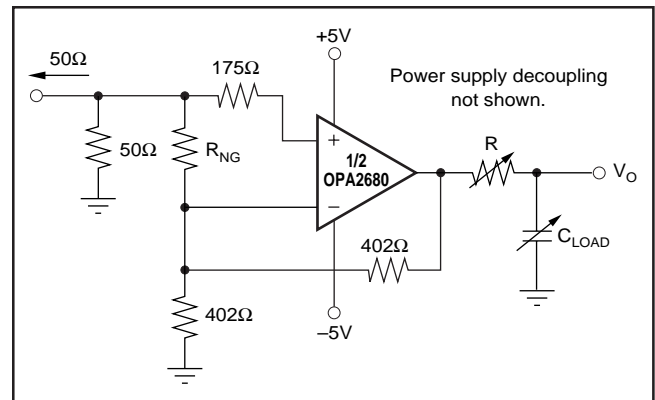 +5V
50Ω
175Ω
Power supply decoupling
not shown.
50Ω
R_NG
+
1/2
OPA2680
−
R
V_O
C_LOAD
402Ω
402Ω
−5V